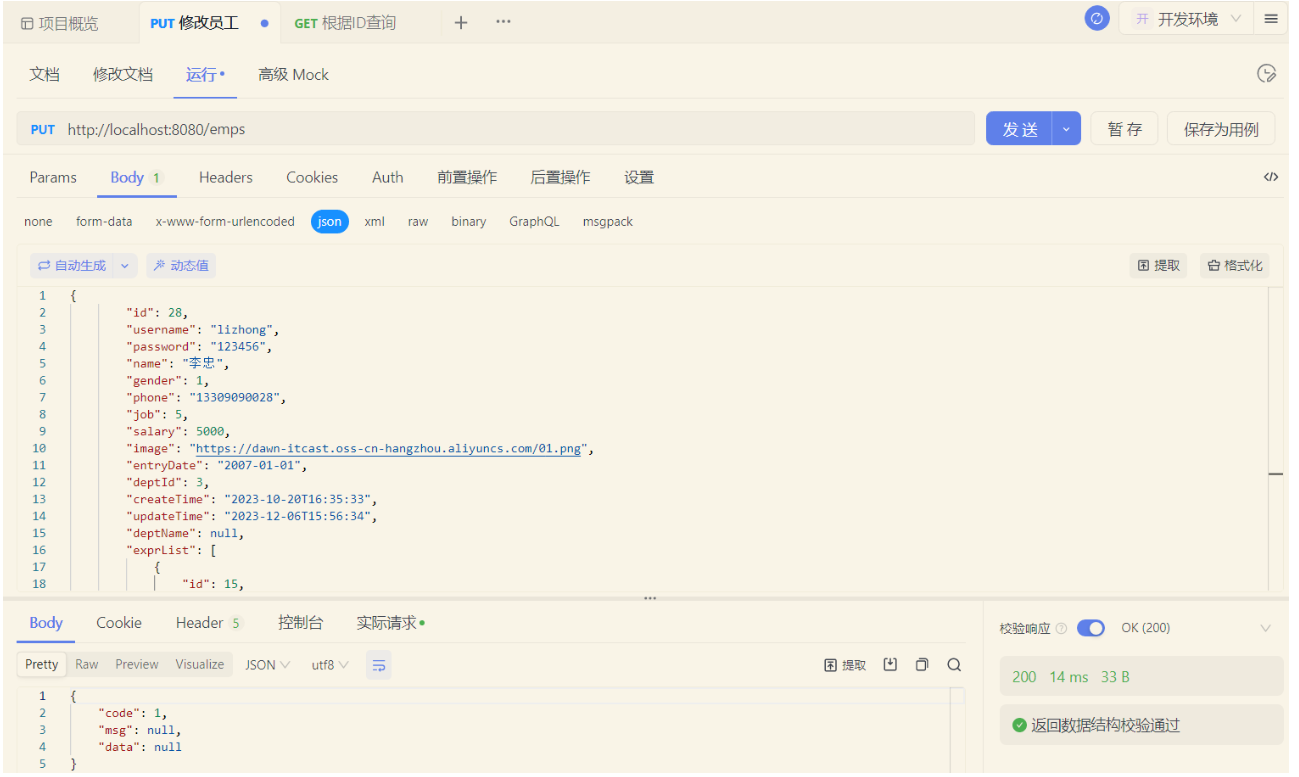 项目概览 PUT 修改员工 GET 根据ID查询 开 开发环境
文档 修改文档 运行 高级 Mock
PUT http://localhost:8080/emps 发 送 暂 存 保存为用例
Params Body 1 Headers Cookies Auth 前置操作 后置操作 设置
none form-data x-www-form-urlencoded json xml raw binary GraphQL msgpack
自动生成 动态值 提取 格式化
1 {
2 "id": 28,
3 "username": "lizhong",
4 "password": "123456",
5 "name": "李忠",
6 "gender": 1,
7 "phone": "13309090028",
8 "job": 5,
9 "salary": 5000,
10 "image": "https://dawn-itcast.oss-cn-hangzhou.aliyuncs.com/01.png",
11 "entryDate": "2007-01-01",
12 "deptId": 3,
13 "createTime": "2023-10-20T16:35:33",
14 "updateTime": "2023-12-06T15:56:34",
15 "deptName": null,
16 "exprList": [
17 {
18 "id": 15,
Body Cookie Header 5 控制台 实际请求 校验响应 OK (200)
Pretty Raw Preview Visualize JSON utf8 提取
200 14 ms 33 B
返回数据结构校验通过
1 {
2 "code": 1,
3 "msg": null,
4 "data": null
5 }